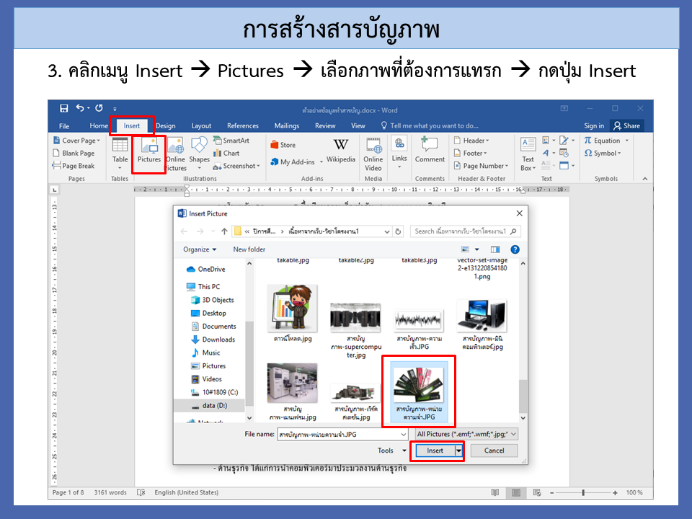 การสร้างสารบัญภาพ
3. คลิกเมนู Insert → Pictures → เลือกภาพที่ต้องการแทรก → กดปุ่ม Insert
ตัวอย่างข้อมูลทำสารบัญ.docx - Word
File Home Insert Design Layout References Mailings Review View Tell me what you want to do... Sign in Share
Cover Page
Blank Page
Page Break
Pages
Table
Tables
Pictures
Online Pictures
Shapes
SmartArt
Chart
Screenshot
Illustrations
Store
My Add-ins
Wikipedia
Add-ins
Online Video
Media
Links
Comment
Comments
Header
Footer
Page Number
Header & Footer
Text Box
Text
Equation
Symbol
Symbols
Insert Picture
« ปีการศึ... › เนื้อหาจากเว็บ-วิชาโครงงาน1
Search เนื้อหาจากเว็บ-วิชาโครงงาน1
Organize New folder
OneDrive
This PC
3D Objects
Desktop
Documents
Downloads
Music
Pictures
Videos
10#1809 (C:)
data (D:)
Network
takable.jpg
takable2.jpg
takable3.jpg
vector-set-image
2-e131220854180
1.png
ดาวน์โหลด.jpg
สารบัญ
ภาพ-supercompu
ter.jpg
สารบัญภาพ-ความ
ถี่.JPG
สารบัญภาพ-มินิ
คอมพิวเตอร์.jpg
สารบัญ
ภาพ-เมนเฟรม.jpg
สารบัญภาพ-เวิร์ค
สเตชั่น.jpg
สารบัญภาพ-หน่วย
ความจำ.JPG
File name: สารบัญภาพ-หน่วยความจำ.JPG
All Pictures (*.emf;*.wmf;*.jpg;*
Tools Insert Cancel
- ด้านธุรกิจ ได้แก่การนำคอมพิวเตอร์มาประมวลงานด้านธุรกิจ
Page 1 of 8 3161 words English (United States) 100%